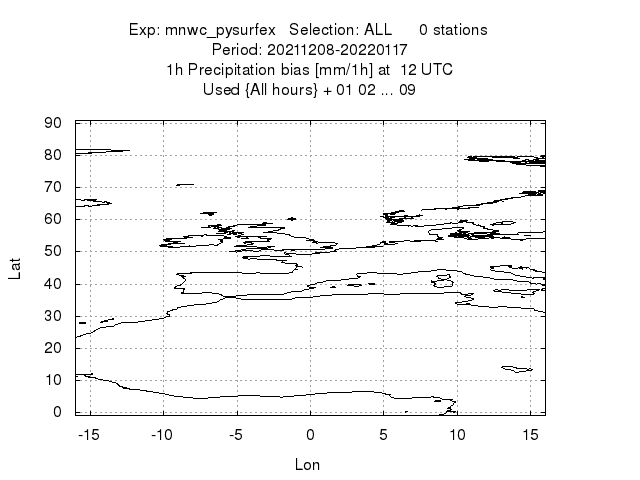 Exp: mnwc_pysurfex   Selection: ALL      0 stations
Period: 20211208-20220117
1h Precipitation bias [mm/1h] at  12 UTC
Used {All hours} + 01 02 ... 09
90
80
70
60
50
40
30
20
10
0
Lat
-15 -10 -5 0 5 10 15
Lon